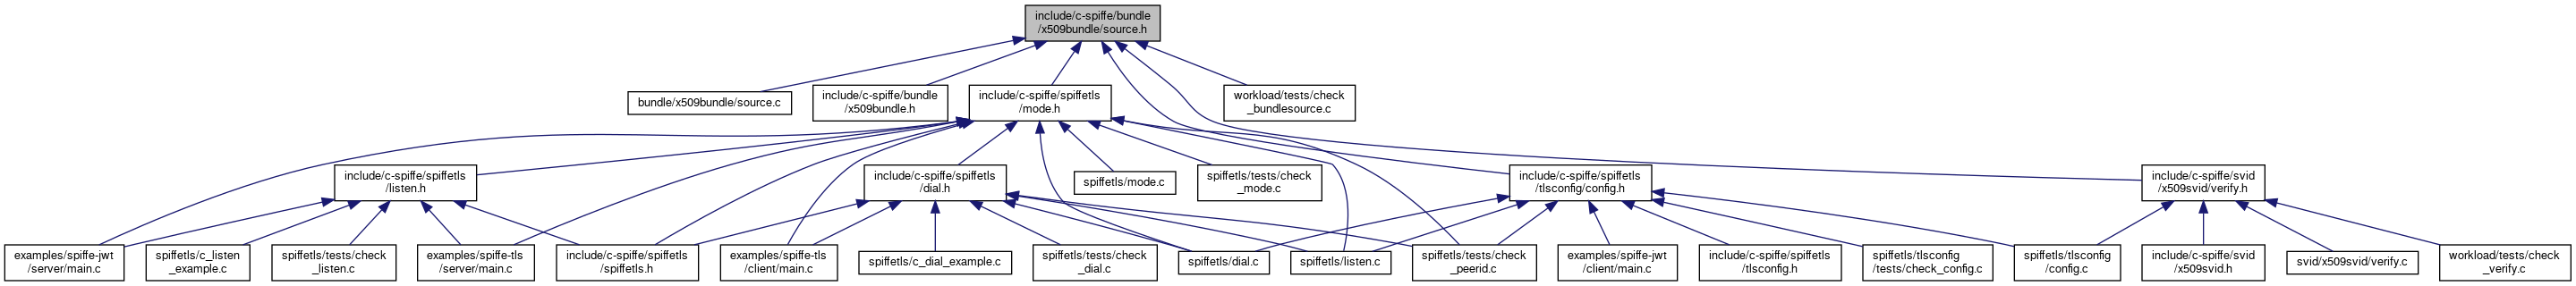 include/c-spiffe/bundle
/x509bundle/source.h
bundle/x509bundle/source.c
include/c-spiffe/bundle
/x509bundle.h
include/c-spiffe/spiffetls
/mode.h
workload/tests/check
_bundlesource.c
include/c-spiffe/spiffetls
/listen.h
include/c-spiffe/spiffetls
/dial.h
spiffetls/mode.c
spiffetls/tests/check
_mode.c
include/c-spiffe/spiffetls
/tlsconfig/config.h
include/c-spiffe/svid
/x509svid/verify.h
examples/spiffe-jwt
/server/main.c
spiffetls/c_listen
_example.c
spiffetls/tests/check
_listen.c
examples/spiffe-tls
/server/main.c
include/c-spiffe/spiffetls
/spiffetls.h
examples/spiffe-tls
/client/main.c
spiffetls/c_dial_example.c
spiffetls/tests/check
_dial.c
spiffetls/dial.c
spiffetls/listen.c
spiffetls/tests/check
_peerid.c
examples/spiffe-jwt
/client/main.c
include/c-spiffe/spiffetls
/tlsconfig.h
spiffetls/tlsconfig
/tests/check_config.c
spiffetls/tlsconfig
/config.c
include/c-spiffe/svid
/x509svid.h
svid/x509svid/verify.c
workload/tests/check
_verify.c